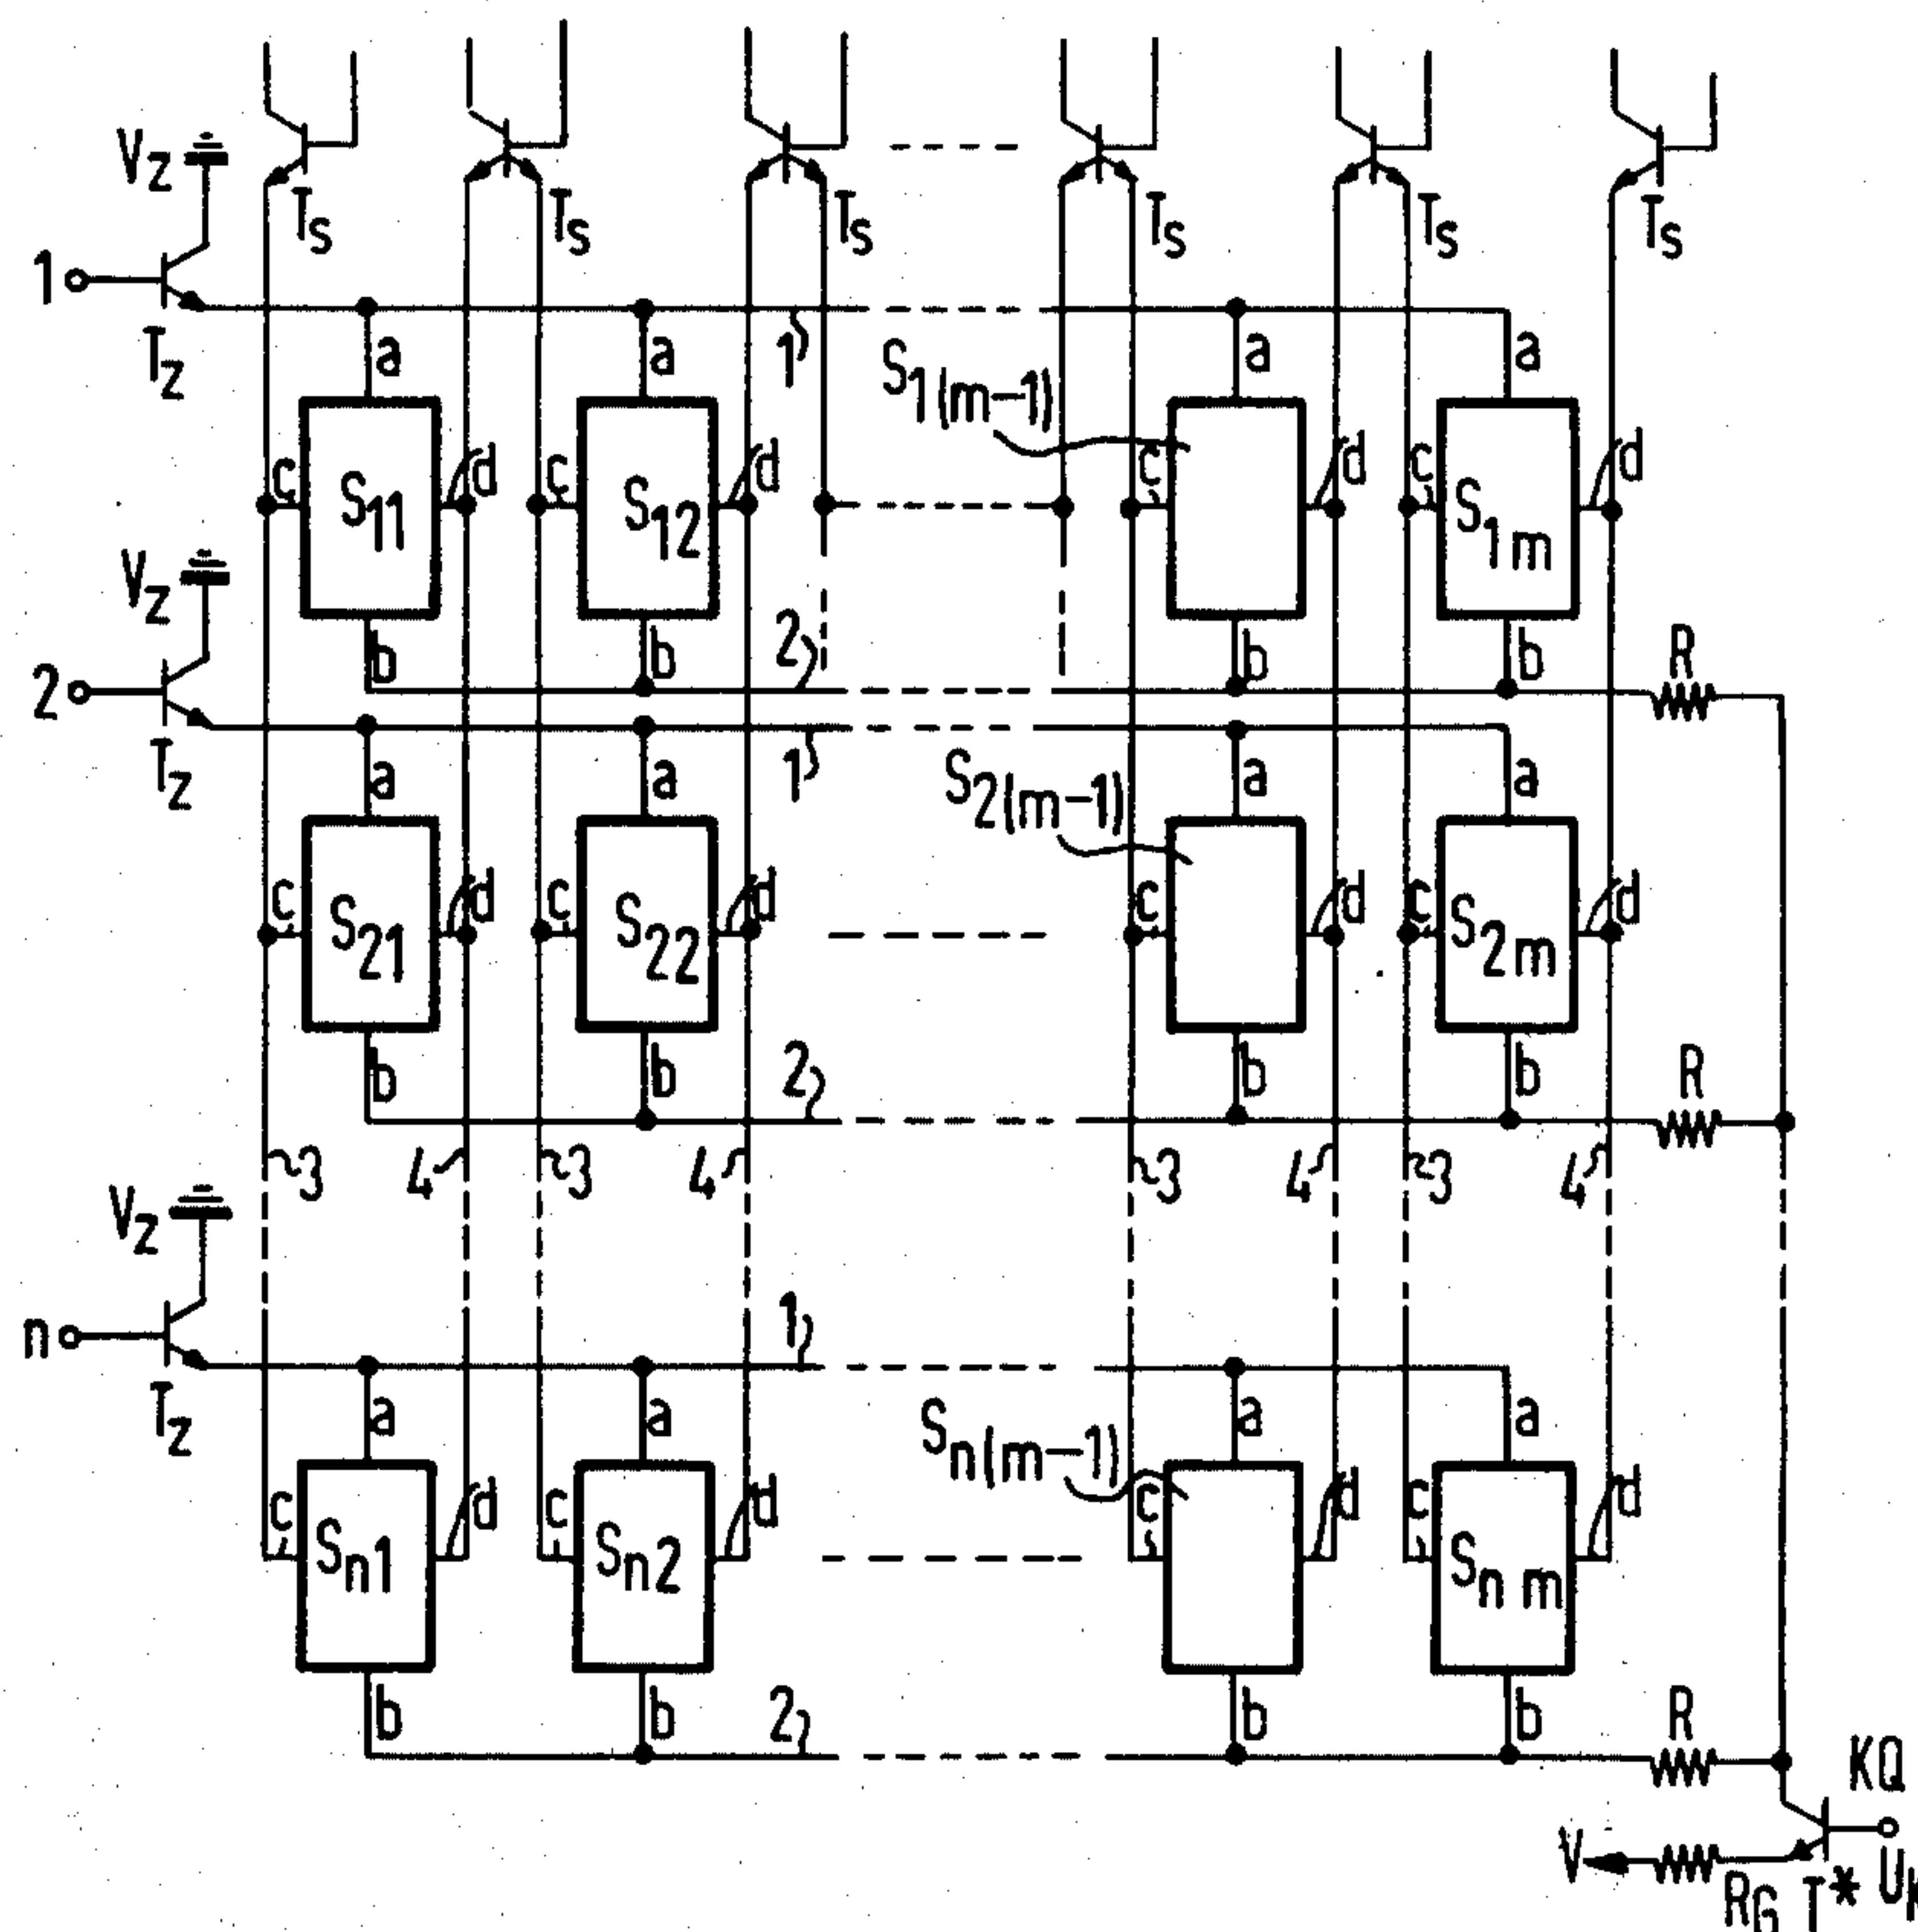 Vz
Ts Ts Ts Ts Ts Ts
1
Tz
a a 1 S1(m-1) a a
c S11 d c S12 d c d c S1m d
Vz
b b 2 b b R
2
Tz
a a 1 S2(m-1) a a
c S21 d c S22 d c d c S2m d
b b 2 b b R
3 4 3 4 3 4 3 4
Vz
n
1
Tz
a a Sn(m-1) a a
c Sn1 d c Sn2 d c d c Snm d
b b 2 b b R
KQ
V RG T*